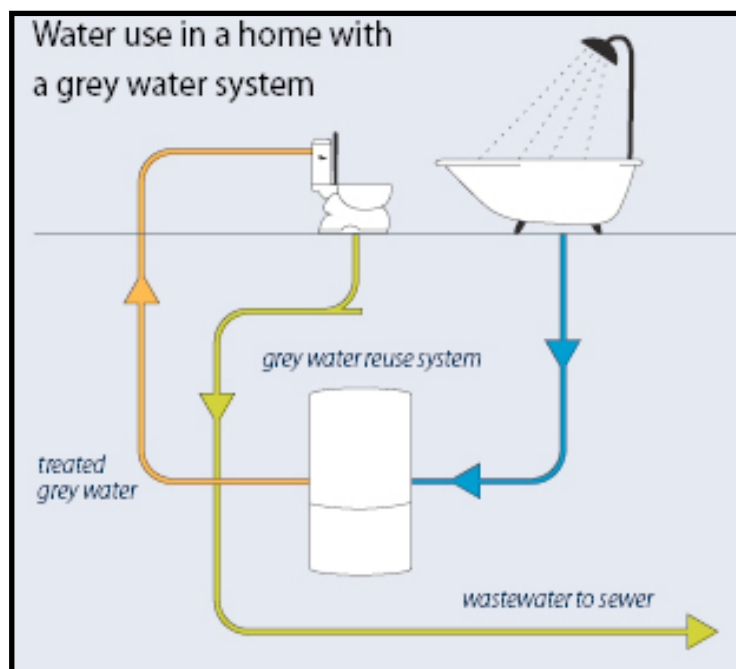 Water use in a home with
a grey water system
grey water reuse system
treated
grey water
wastewater to sewer